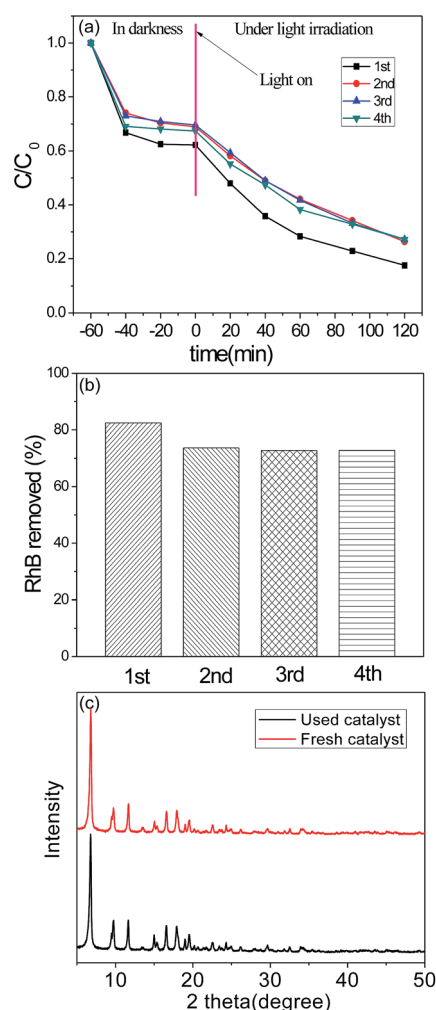 (a)
In darkness
Under light irradiation
Light on
1st
2nd
3rd
4th
C/C0
1.0
0.8
0.6
0.4
0.2
0.0
-60 -40 -20 0 20 40 60 80 100 120
time(min)
(b)
RhB removed (%)
100
80
60
40
20
0
1st 2nd 3rd 4th
(c)
Used catalyst
Fresh catalyst
Intensity
10 20 30 40 50
2 theta(degree)